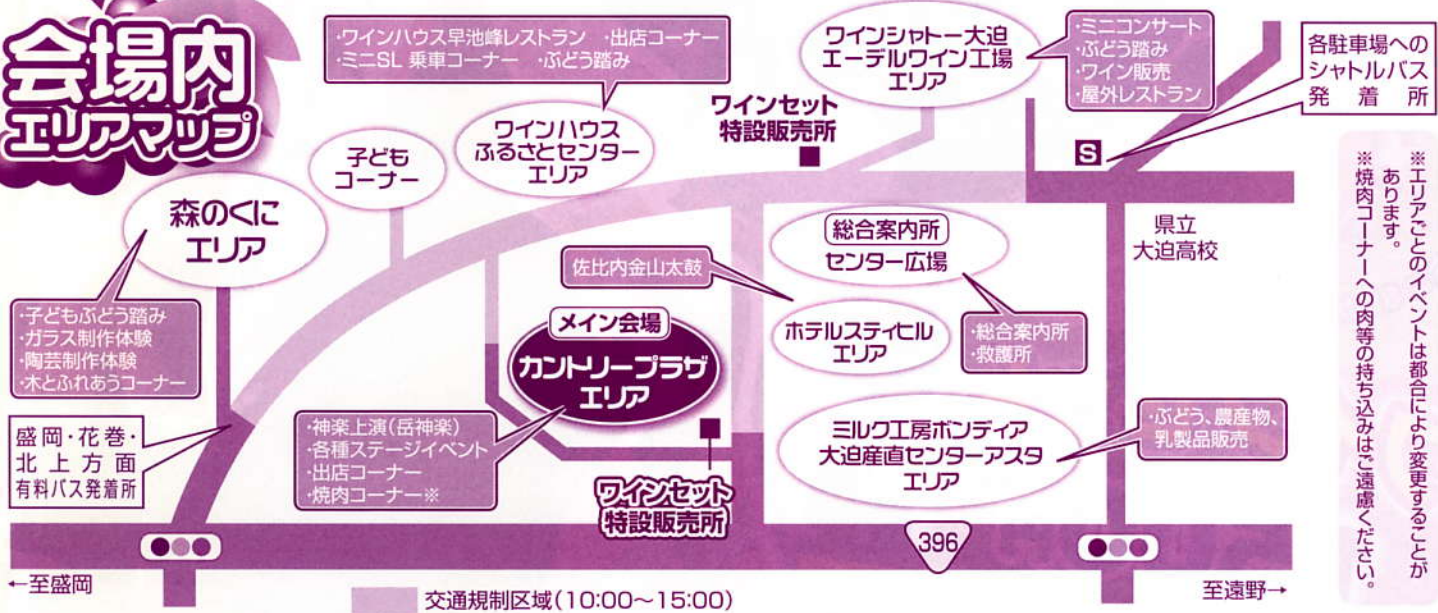 会場内
エリアマップ
・ワインハウス早池峰レストラン ・出店コーナー
・ミニSL 乗車コーナー ・ぶどう踏み
ワインハウス
ふるさとセンター
エリア
子ども
コーナー
森のくに
エリア
・子どもぶどう踏み
・ガラス制作体験
・陶芸制作体験
・木とふれあうコーナー
盛岡・花巻・
北上方面
有料バス発着所
ワインセット
特設販売所
ワインシャトー大迫
エーデルワイン工場
エリア
・ミニコンサート
・ぶどう踏み
・ワイン販売
・屋外レストラン
各駐車場への
シャトルバス
発着所
S
県立
大迫高校
総合案内所
センター広場
・総合案内所
・救護所
佐比内金山太鼓
ホテルスティヒル
エリア
メイン会場
カントリープラザ
エリア
・神楽上演(岳神楽)
・各種ステージイベント
・出店コーナー
・焼肉コーナー※
ワインセット
特設販売所
ミルク工房ボンディア
大迫産直センターアスタ
エリア
・ぶどう、農産物、
乳製品販売
396
←至盛岡
至遠野→
交通規制区域(10:00〜15:00)
※エリアごとのイベントは都合により変更することが
あります。
※焼肉コーナーへの肉等の持ち込みはご遠慮ください。